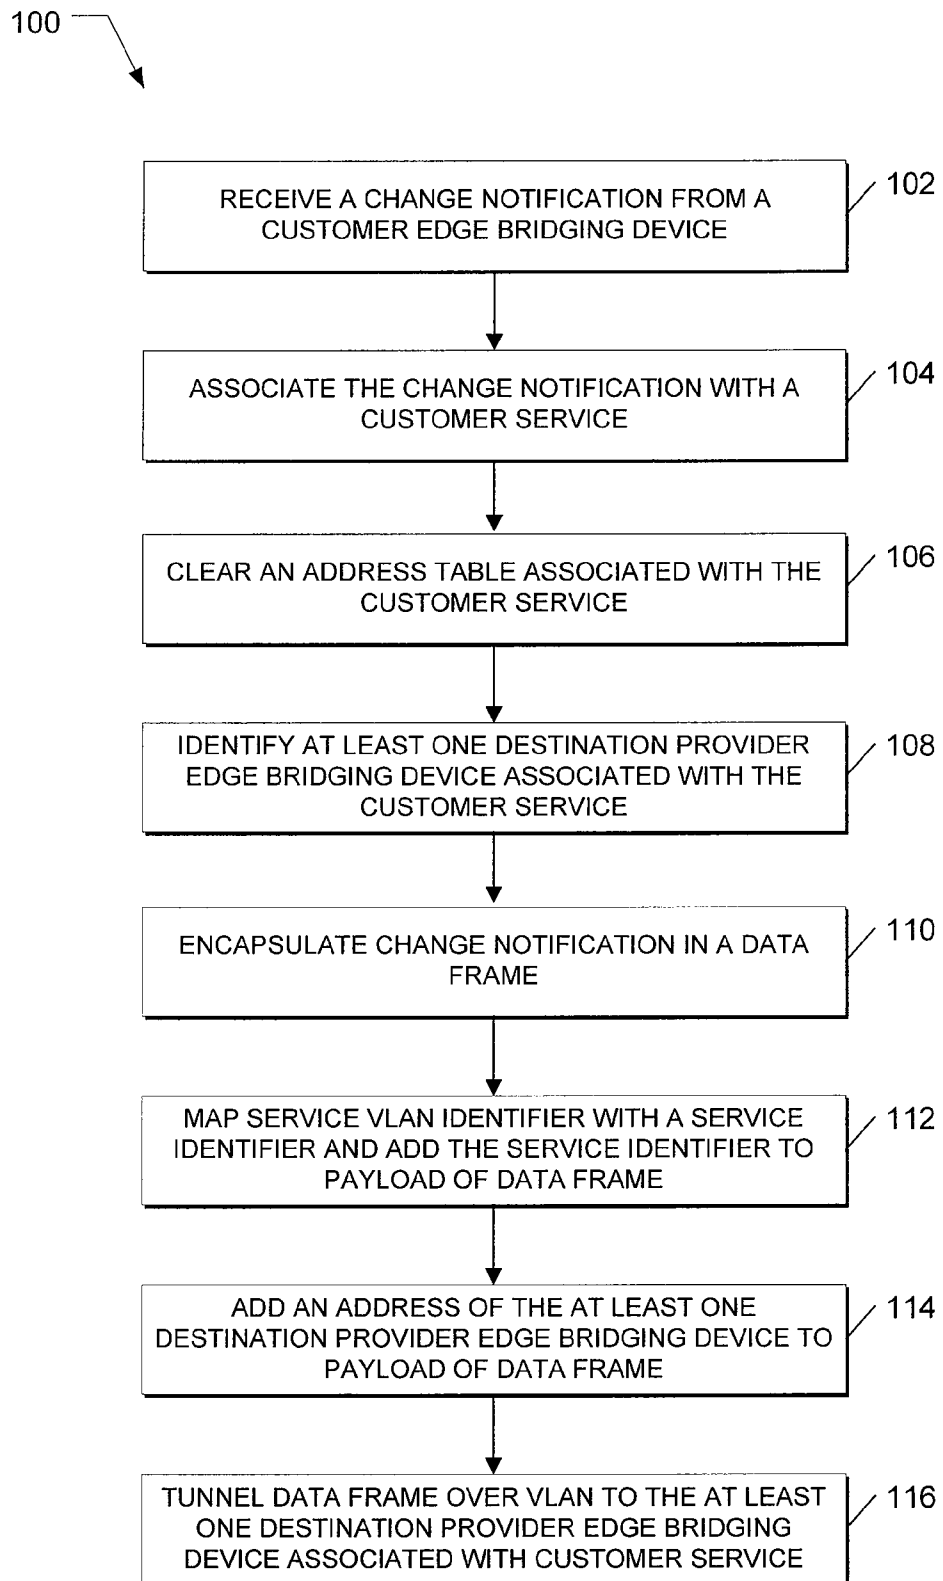 100
RECEIVE A CHANGE NOTIFICATION FROM A
CUSTOMER EDGE BRIDGING DEVICE
102
ASSOCIATE THE CHANGE NOTIFICATION WITH A
CUSTOMER SERVICE
104
CLEAR AN ADDRESS TABLE ASSOCIATED WITH THE
CUSTOMER SERVICE
106
IDENTIFY AT LEAST ONE DESTINATION PROVIDER
EDGE BRIDGING DEVICE ASSOCIATED WITH THE
CUSTOMER SERVICE
108
ENCAPSULATE CHANGE NOTIFICATION IN A DATA
FRAME
110
MAP SERVICE VLAN IDENTIFIER WITH A SERVICE
IDENTIFIER AND ADD THE SERVICE IDENTIFIER TO
PAYLOAD OF DATA FRAME
112
ADD AN ADDRESS OF THE AT LEAST ONE
DESTINATION PROVIDER EDGE BRIDGING DEVICE TO
PAYLOAD OF DATA FRAME
114
TUNNEL DATA FRAME OVER VLAN TO THE AT LEAST
ONE DESTINATION PROVIDER EDGE BRIDGING
DEVICE ASSOCIATED WITH CUSTOMER SERVICE
116